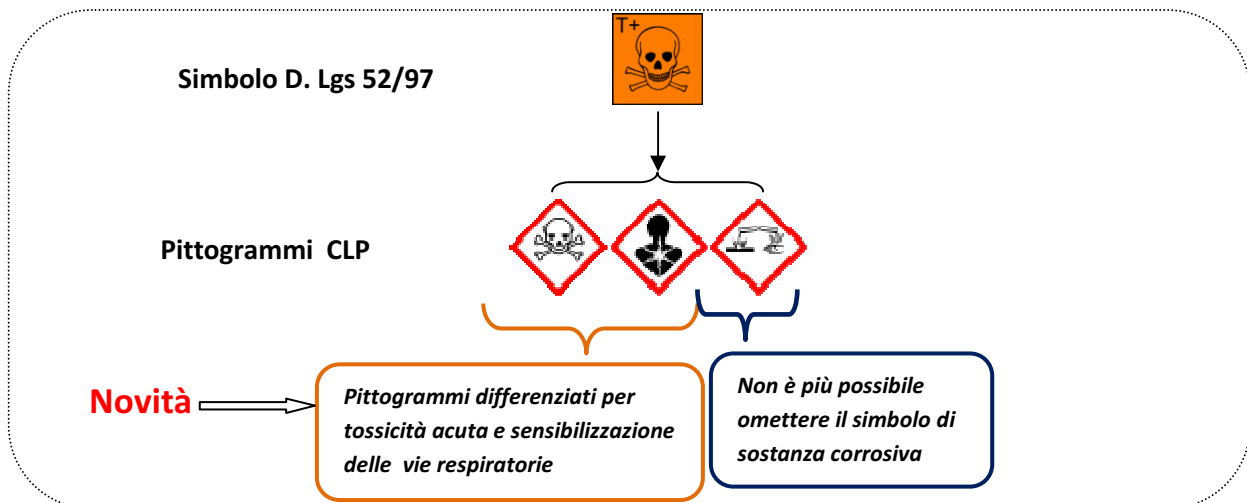 T+
Simbolo D. Lgs 52/97
Pittogrammi CLP
Novità
Pittogrammi differenziati per
tossicità acuta e sensibilizzazione
delle vie respiratorie
Non è più possibile
omettere il simbolo di
sostanza corrosiva